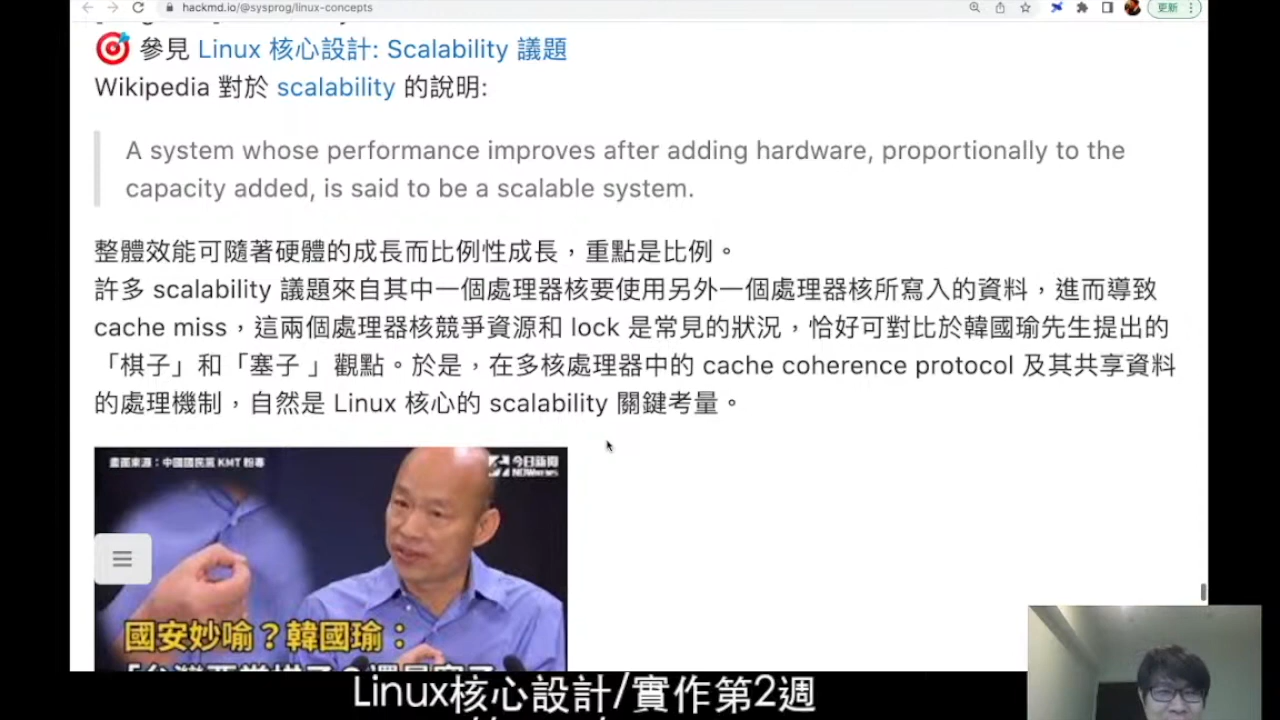 hackmd.io/@sysprog/linux-concepts
更新
參見 Linux 核心設計: Scalability 議題
Wikipedia 對於 scalability 的說明:
A system whose performance improves after adding hardware, proportionally to the
capacity added, is said to be a scalable system.
整體效能可隨著硬體的成長而比例性成長，重點是比例。
許多 scalability 議題來自其中一個處理器核要使用另外一個處理器核所寫入的資料，進而導致
cache miss，這兩個處理器核競爭資源和 lock 是常見的狀況，恰好可對比於韓國瑜先生提出的
「棋子」和「塞子 」觀點。於是，在多核處理器中的 cache coherence protocol 及其共享資料
的處理機制，自然是 Linux 核心的 scalability 關鍵考量。
畫面來源：中國國民黨 KMT 粉專
今日新聞
NOWnews
國安妙喻？韓國瑜：
Linux核心設計/實作第2週